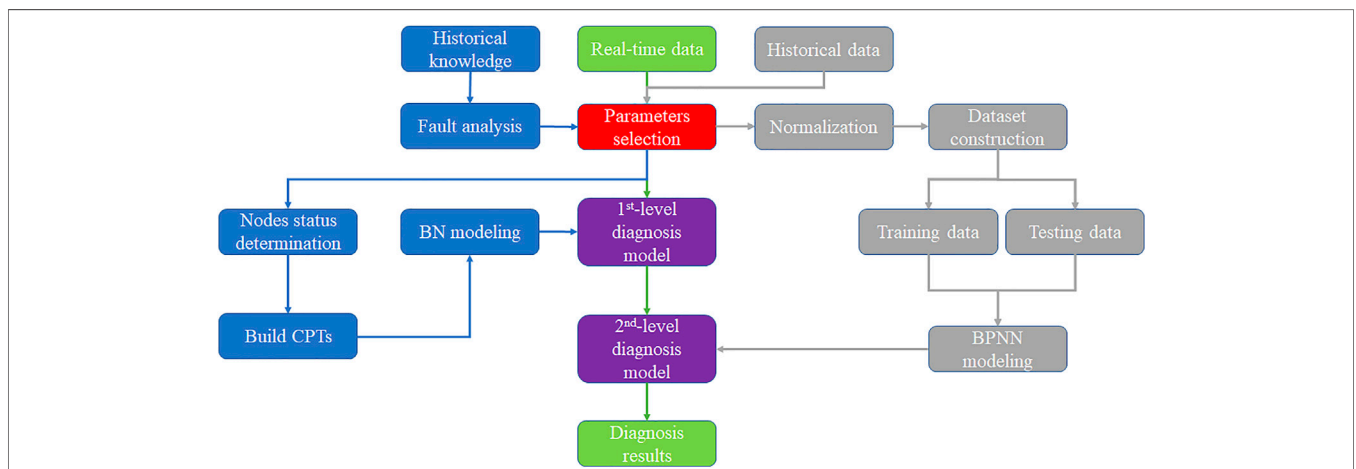 Historical
knowledge
Real-time data
Historical data
Fault analysis
Parameters
selection
Normalization
Dataset
construction
Nodes status
determination
BN modeling
1st-level
diagnosis
model
Training data
Testing data
Build CPTs
2nd-level
diagnosis
model
BPNN
modeling
Diagnosis
results